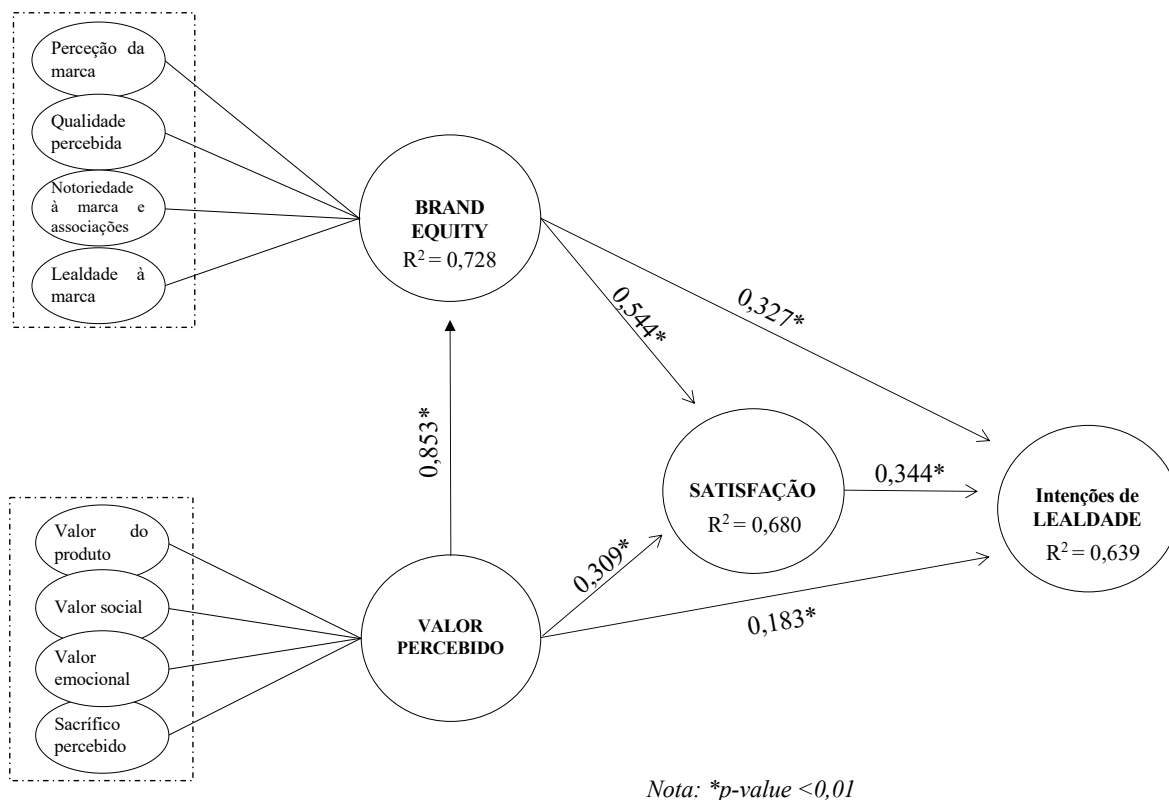 Perceção da
marca
Qualidade
percebida
Notoriedade
à marca e
associações
Lealdade à
marca
BRAND
EQUITY
R² = 0,728
0,544*
0,327*
0,853*
SATISFAÇÃO
R² = 0,680
0,344*
Intenções de
LEALDADE
R² = 0,639
0,309*
0,183*
Valor do
produto
Valor social
Valor
emocional
Sacrífico
percebido
VALOR
PERCEBIDO
Nota: *p-value <0,01